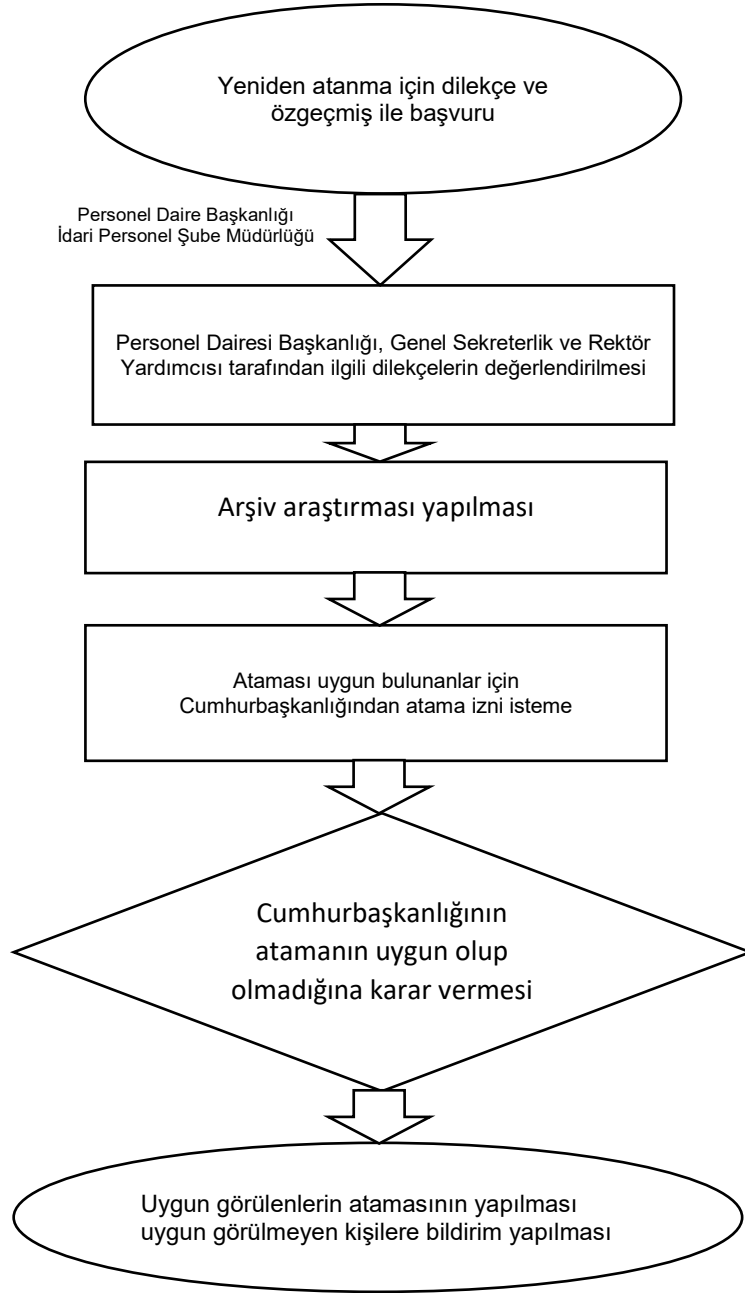 Yeniden atanma için dilekçe ve
özgeçmiş ile başvuru
Personel Daire Başkanlığı
İdari Personel Şube Müdürlüğü
Personel Dairesi Başkanlığı, Genel Sekreterlik ve Rektör
Yardımcısı tarafından ilgili dilekçelerin değerlendirilmesi
Arşiv araştırması yapılması
Ataması uygun bulunanlar için
Cumhurbaşkanlığından atama izni isteme
Cumhurbaşkanlığının
atamanın uygun olup
olmadığına karar vermesi
Uygun görülenlerin atamasının yapılması
uygun görülmeyen kişilere bildirim yapılması